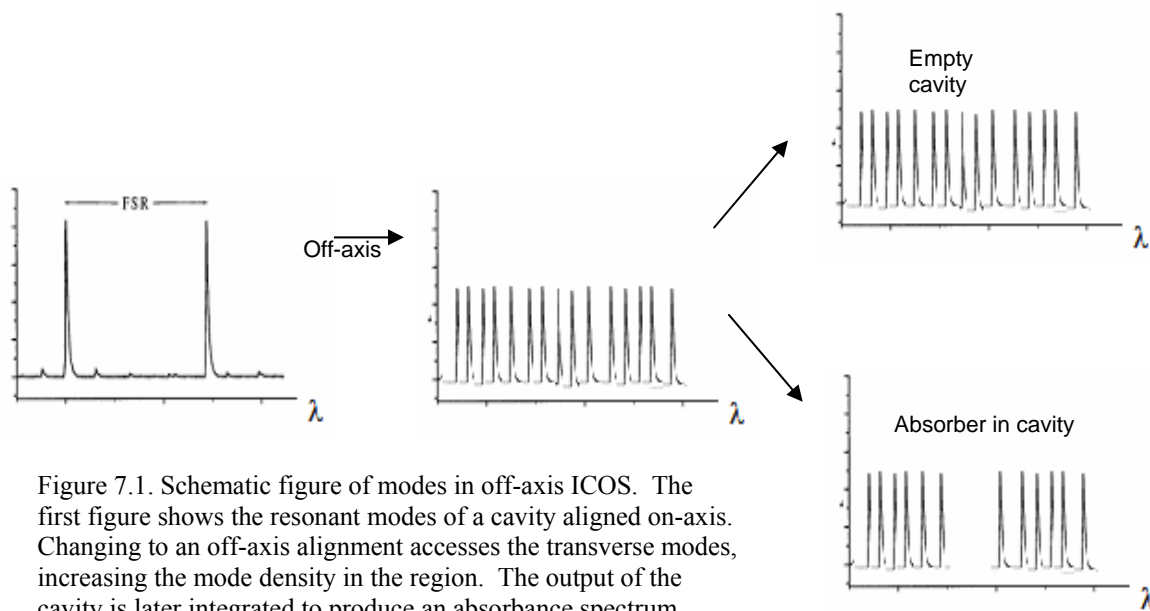 Empty
cavity
λ
FSR
λ
Off-axis
λ
Absorber in cavity
λ
Figure 7.1. Schematic figure of modes in off-axis ICOS. The
first figure shows the resonant modes of a cavity aligned on-axis.
Changing to an off-axis alignment accesses the transverse modes,
increasing the mode density in the region. The output of the
cavity is later integrated to produce an absorbance spectrum